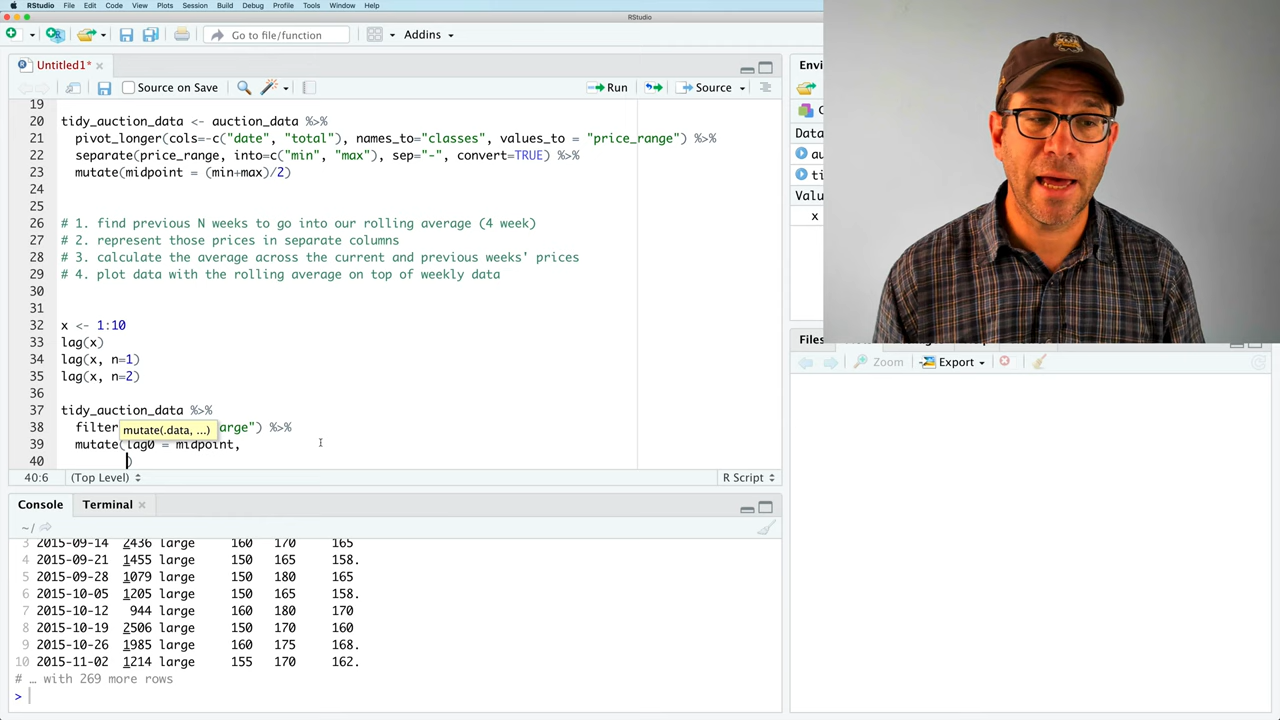 RStudio File Edit Code View Plots Session Build Debug Profile Tools Window Help
RStudio
Go to file/function
Addins
Untitled1*
Source on Save
Run
Source
19
20 tidy_auction_data <- auction_data %>%
21 pivot_longer(cols=-c("date", "total"), names_to="classes", values_to = "price_range") %>%
22 separate(price_range, into=c("min", "max"), sep="-", convert=TRUE) %>%
23 mutate(midpoint = (min+max)/2)
24
25
26 # 1. find previous N weeks to go into our rolling average (4 week)
27 # 2. represent those prices in separate columns
28 # 3. calculate the average across the current and previous weeks' prices
29 # 4. plot data with the rolling average on top of weekly data
30
31
32 x <- 1:10
33 lag(x)
34 lag(x, n=1)
35 lag(x, n=2)
36
37 tidy_auction_data %>%
38 filter arge") %>%
mutate(.data, ...)
39 mutate(lag0 = midpoint,
40 )
40:6 (Top Level) R Script
Console Terminal
~/
3 2015-09-14 2436 large 160 170 165
4 2015-09-21 1455 large 150 165 158.
5 2015-09-28 1079 large 150 180 165
6 2015-10-05 1205 large 150 165 158.
7 2015-10-12 944 large 160 180 170
8 2015-10-19 2506 large 150 170 160
9 2015-10-26 1985 large 160 175 168.
10 2015-11-02 1214 large 155 170 162.
# … with 269 more rows
>
Envi
Data
au
ti
Valu
x
Files
Zoom Export